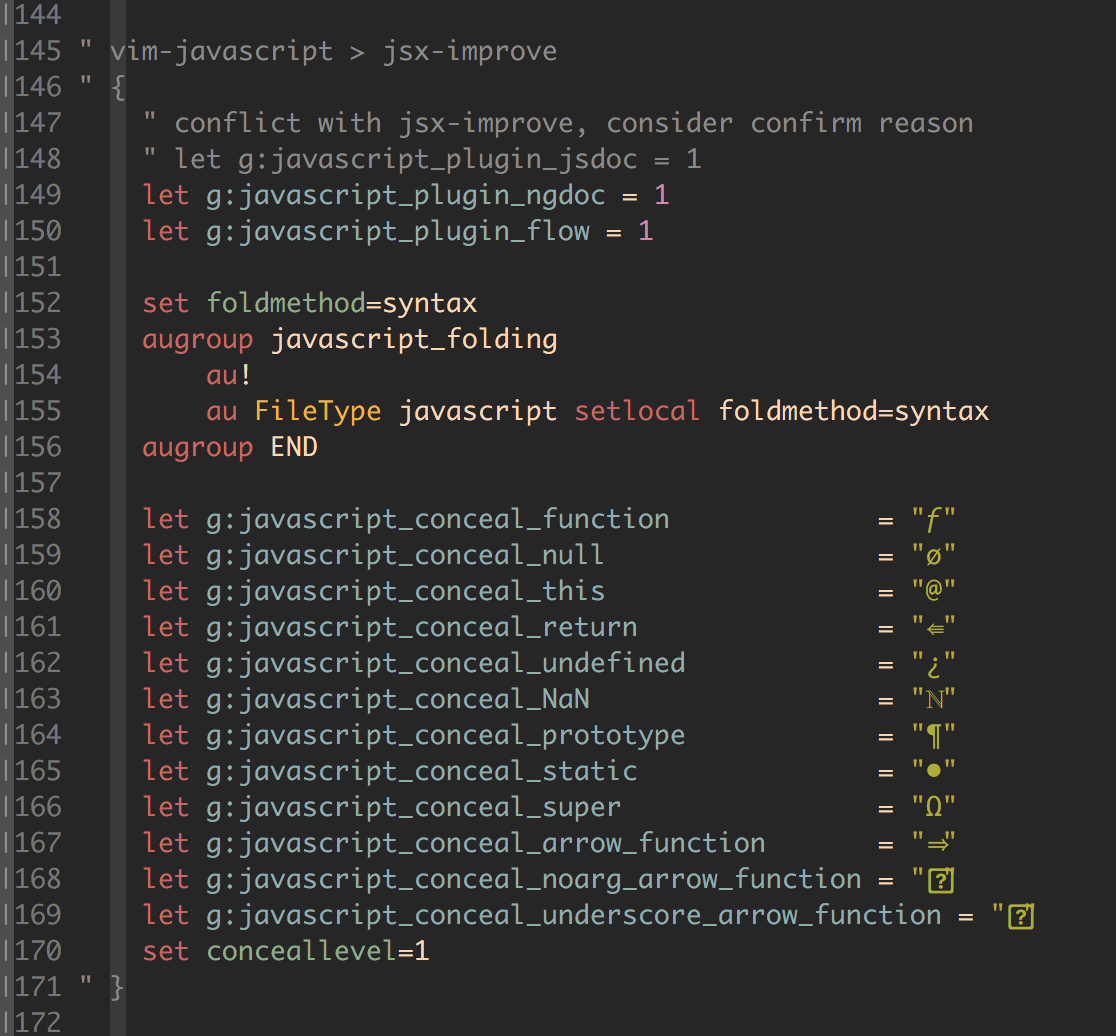 144
145 " vim-javascript > jsx-improve
146 " {
147     " conflict with jsx-improve, consider confirm reason
148     " let g:javascript_plugin_jsdoc = 1
149     let g:javascript_plugin_ngdoc = 1
150     let g:javascript_plugin_flow = 1
151
152     set foldmethod=syntax
153     augroup javascript_folding
154         au!
155         au FileType javascript setlocal foldmethod=syntax
156     augroup END
157
158     let g:javascript_conceal_function             = "ƒ"
159     let g:javascript_conceal_null                 = "ø"
160     let g:javascript_conceal_this                 = "@"
161     let g:javascript_conceal_return               = "⇚"
162     let g:javascript_conceal_undefined            = "¿"
163     let g:javascript_conceal_NaN                  = "ℕ"
164     let g:javascript_conceal_prototype            = "¶"
165     let g:javascript_conceal_static               = "•"
166     let g:javascript_conceal_super                = "Ω"
167     let g:javascript_conceal_arrow_function       = "⇒"
168     let g:javascript_conceal_noarg_arrow_function = "�"
169     let g:javascript_conceal_underscore_arrow_function = "�"
170     set conceallevel=1
171 " }
172